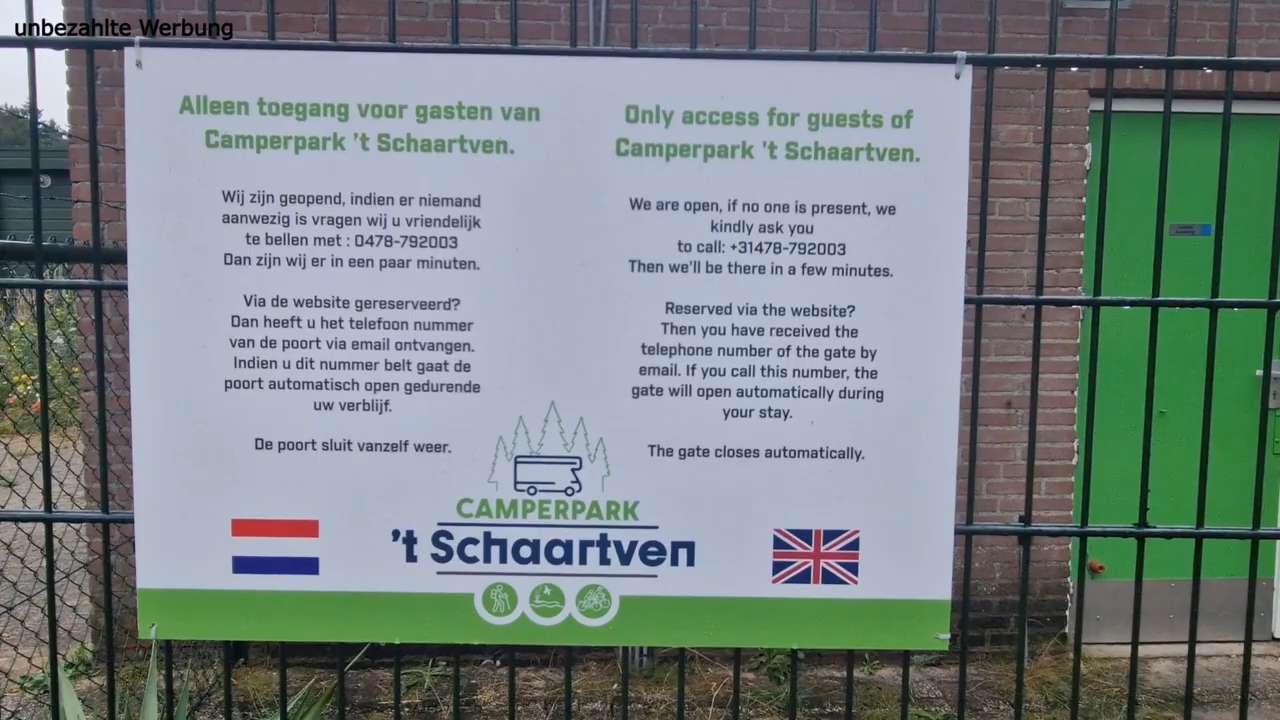 unbezahlte Werbung
Alleen toegang voor gasten van
Camperpark 't Schaartven.
Wij zijn geopend, indien er niemand
aanwezig is vragen wij u vriendelijk
te bellen met : 0478-792003
Dan zijn wij er in een paar minuten.
Via de website gereserveerd?
Dan heeft u het telefoon nummer
van de poort via email ontvangen.
Indien u dit nummer belt gaat de
poort automatisch open gedurende
uw verblijf.
De poort sluit vanzelf weer.
Only access for guests of
Camperpark 't Schaartven.
We are open, if no one is present, we
kindly ask you
to call: +31478-792003
Then we'll be there in a few minutes.
Reserved via the website?
Then you have received the
telephone number of the gate by
email. If you call this number, the
gate will open automatically during
your stay.
The gate closes automatically.
CAMPERPARK
't Schaartven